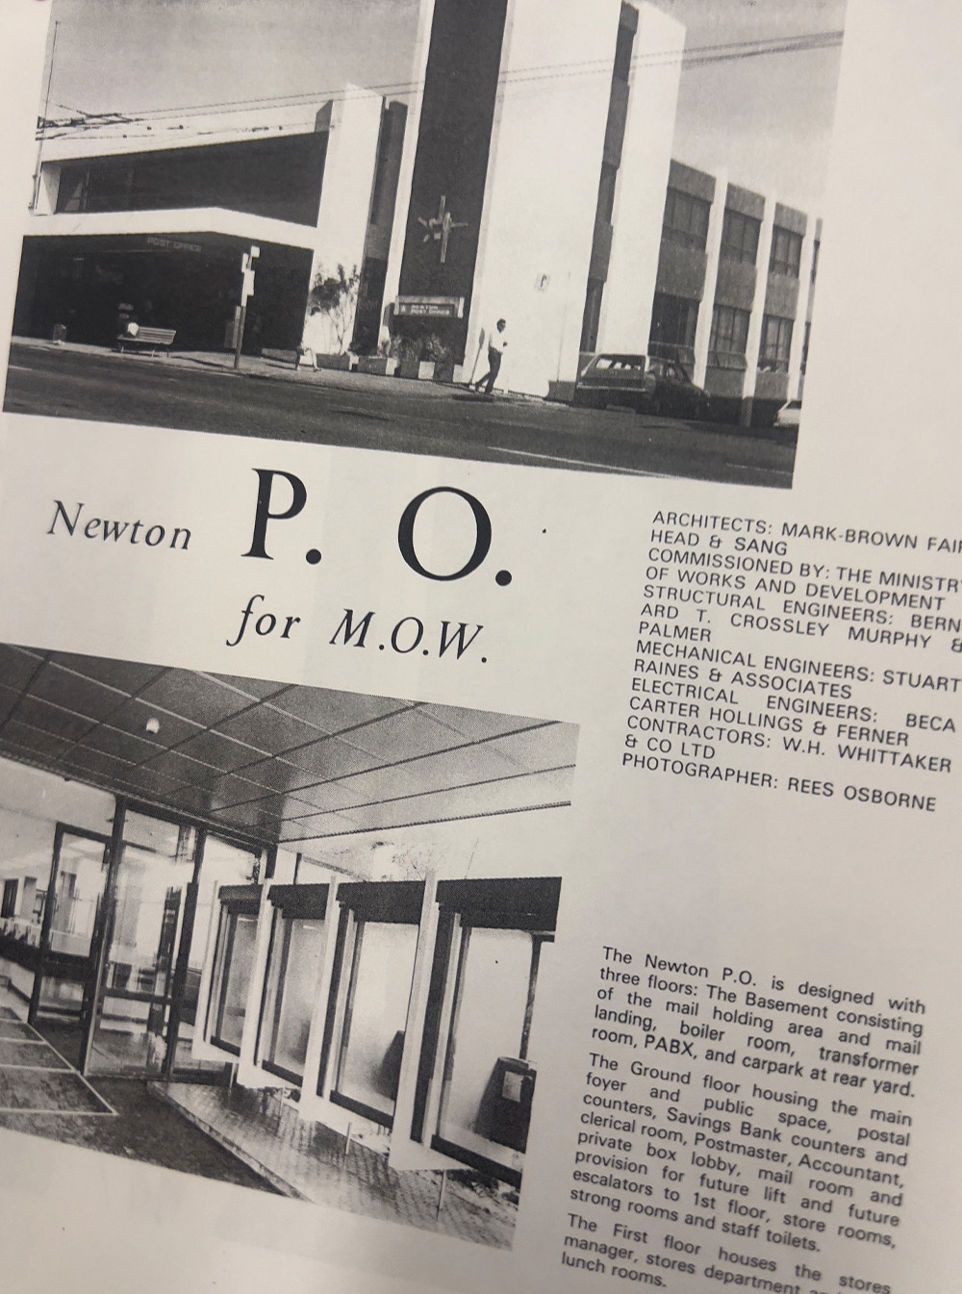 POST OFFICE
POST OFFICE
Newton P. O.
for M.O.W.
ARCHITECTS: MARK-BROWN FAIR
HEAD & SANG
COMMISSIONED BY: THE MINISTRY
OF WORKS AND DEVELOPMENT
STRUCTURAL ENGINEERS: BERN
ARD T. CROSSLEY MURPHY &
PALMER
MECHANICAL ENGINEERS: STUART
RAINES & ASSOCIATES
ELECTRICAL ENGINEERS: BECA
CARTER HOLLINGS & FERNER
CONTRACTORS: W.H. WHITTAKER
& CO LTD
PHOTOGRAPHER: REES OSBORNE
The Newton P.O. is designed with
three floors: The Basement consisting
of the mail holding area and mail
landing, boiler room, transformer
room, PABX, and carpark at rear yard.
The Ground floor housing the main
foyer and public space, postal
counters, Savings Bank counters and
clerical room, Postmaster, Accountant,
private box lobby, mail room and
provision for future lift and future
escalators to 1st floor, store rooms,
strong rooms and staff toilets.
The First floor houses the stores
manager, stores department
lunch rooms.